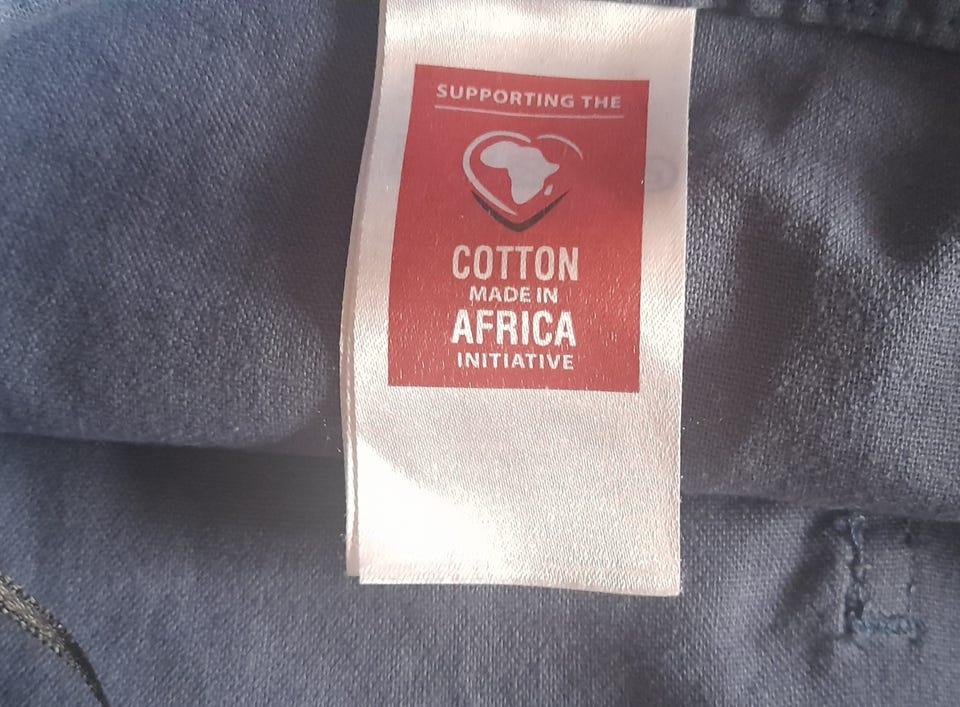 SUPPORTING THE
COTTON
MADE IN
AFRICA
INITIATIVE